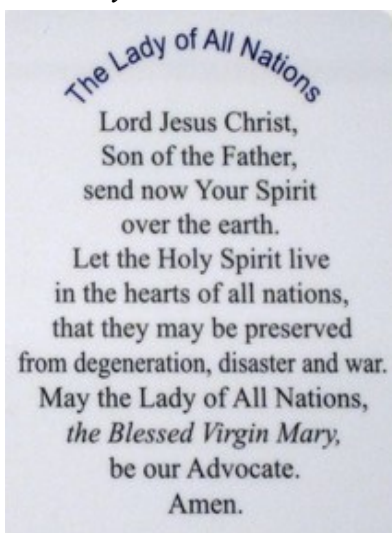 The Lady of All Nations
Lord Jesus Christ,
Son of the Father,
send now Your Spirit
over the earth.
Let the Holy Spirit live
in the hearts of all nations,
that they may be preserved
from degeneration, disaster and war.
May the Lady of All Nations,
the Blessed Virgin Mary,
be our Advocate.
Amen.